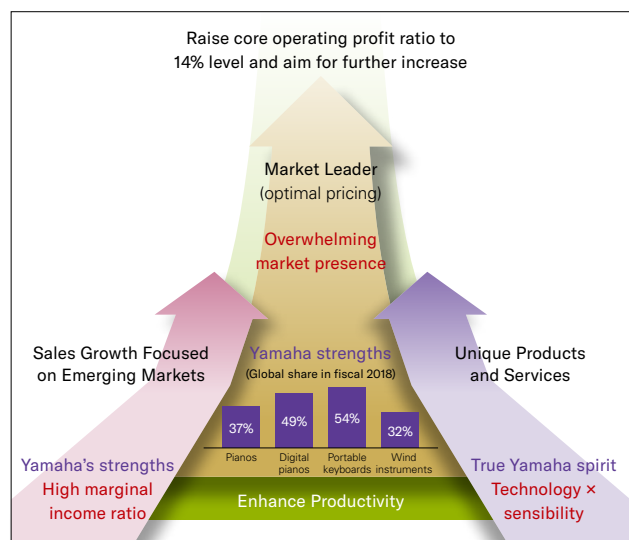 Raise core operating profit ratio to
14% level and aim for further increase
Market Leader
(optimal pricing)
Overwhelming
market presence
Sales Growth Focused
on Emerging Markets
Yamaha strengths
(Global share in fiscal 2018)
Unique Products
and Services
37%
49%
54%
32%
Pianos
Digital
pianos
Portable
keyboards
Wind
instruments
Yamaha's strengths
High marginal
income ratio
True Yamaha spirit
Technology ×
sensibility
Enhance Productivity